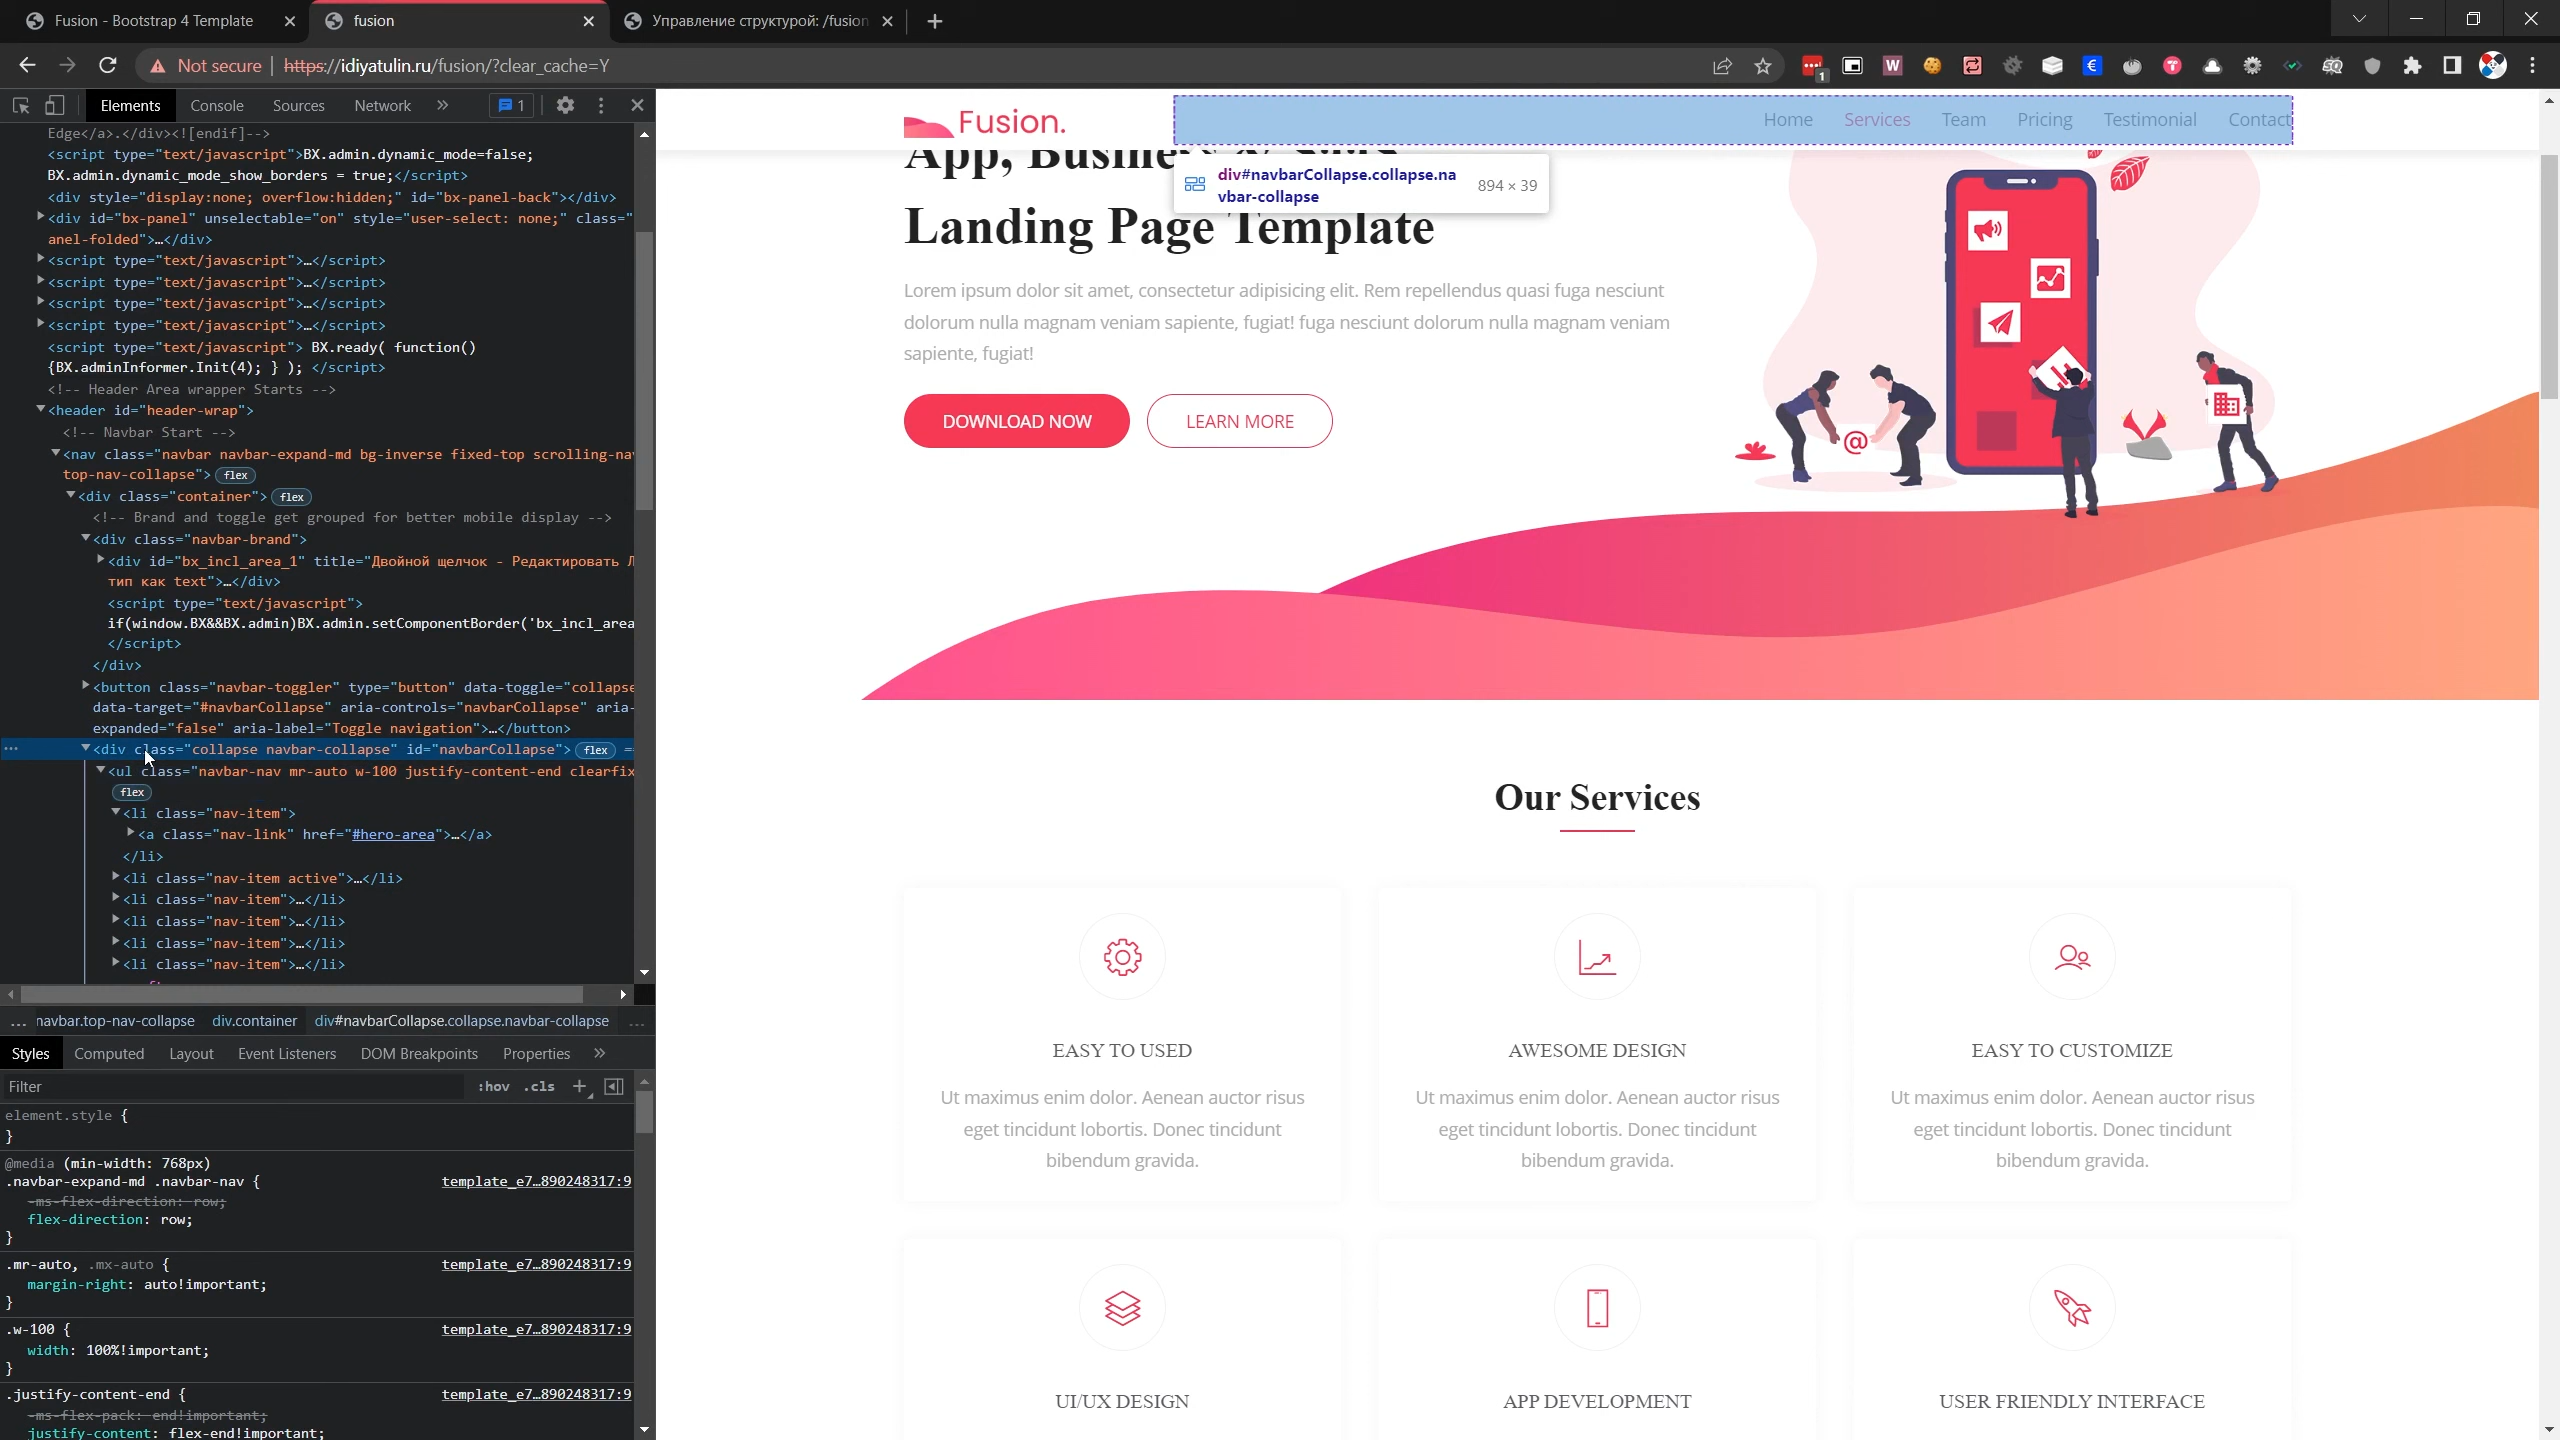 Fusion - Bootstrap 4 Template
fusion
Управление структурой: /fusion
Not secure
https://idiyatulin.ru/fusion/?clear_cache=Y
1
Elements
Console
Sources
Network
1
Edge</a>.</div><![endif]-->
<script type="text/javascript">BX.admin.dynamic_mode=false;
BX.admin.dynamic_mode_show_borders = true;</script>
<div style="display:none; overflow:hidden;" id="bx-panel-back"></div>
<div id="bx-panel" unselectable="on" style="user-select: none;" class="
anel-folded">…</div>
<script type="text/javascript">…</script>
<script type="text/javascript">…</script>
<script type="text/javascript">…</script>
<script type="text/javascript">…</script>
<script type="text/javascript"> BX.ready( function()
{BX.adminInformer.Init(4); } ); </script>
<!-- Header Area wrapper Starts -->
<header id="header-wrap">
<!-- Navbar Start -->
<nav class="navbar navbar-expand-md bg-inverse fixed-top scrolling-na
top-nav-collapse"> flex
<div class="container"> flex
<!-- Brand and toggle get grouped for better mobile display -->
<div class="navbar-brand">
<div id="bx_incl_area_1" title="Двойной щелчок - Редактировать Л
тип как text">…</div>
<script type="text/javascript">
if(window.BX&&BX.admin)BX.admin.setComponentBorder('bx_incl_area
</script>
</div>
<button class="navbar-toggler" type="button" data-toggle="collapse
data-target="#navbarCollapse" aria-controls="navbarCollapse" aria-
expanded="false" aria-label="Toggle navigation">…</button>
<div class="collapse navbar-collapse" id="navbarCollapse"> flex ==
<ul class="navbar-nav mr-auto w-100 justify-content-end clearfix
flex
<li class="nav-item">
<a class="nav-link" href="#hero-area">…</a>
</li>
<li class="nav-item active">…</li>
<li class="nav-item">…</li>
<li class="nav-item">…</li>
<li class="nav-item">…</li>
<li class="nav-item">…</li>
... navbar.top-nav-collapse div.container div#navbarCollapse.collapse.navbar-collapse ...
Styles
Computed
Layout
Event Listeners
DOM Breakpoints
Properties
Filter
:hov .cls
element.style {
}
@media (min-width: 768px)
.navbar-expand-md .navbar-nav { template_e7…890248317:9
-ms-flex-direction: row;
flex-direction: row;
}
.mr-auto, .mx-auto { template_e7…890248317:9
margin-right: auto!important;
}
.w-100 { template_e7…890248317:9
width: 100%!important;
}
.justify-content-end { template_e7…890248317:9
-ms-flex-pack: end!important;
justify-content: flex-end!important;
Fusion.
Home
Services
Team
Pricing
Testimonial
Contact
div#navbarCollapse.collapse.na
vbar-collapse
894 × 39
App, Business & SaaS
Landing Page Template
Lorem ipsum dolor sit amet, consectetur adipisicing elit. Rem repellendus quasi fuga nesciunt
dolorum nulla magnam veniam sapiente, fugiat! fuga nesciunt dolorum nulla magnam veniam
sapiente, fugiat!
DOWNLOAD NOW
LEARN MORE
@
Our Services
EASY TO USED
Ut maximus enim dolor. Aenean auctor risus
eget tincidunt lobortis. Donec tincidunt
bibendum gravida.
AWESOME DESIGN
Ut maximus enim dolor. Aenean auctor risus
eget tincidunt lobortis. Donec tincidunt
bibendum gravida.
EASY TO CUSTOMIZE
Ut maximus enim dolor. Aenean auctor risus
eget tincidunt lobortis. Donec tincidunt
bibendum gravida.
UI/UX DESIGN
APP DEVELOPMENT
USER FRIENDLY INTERFACE